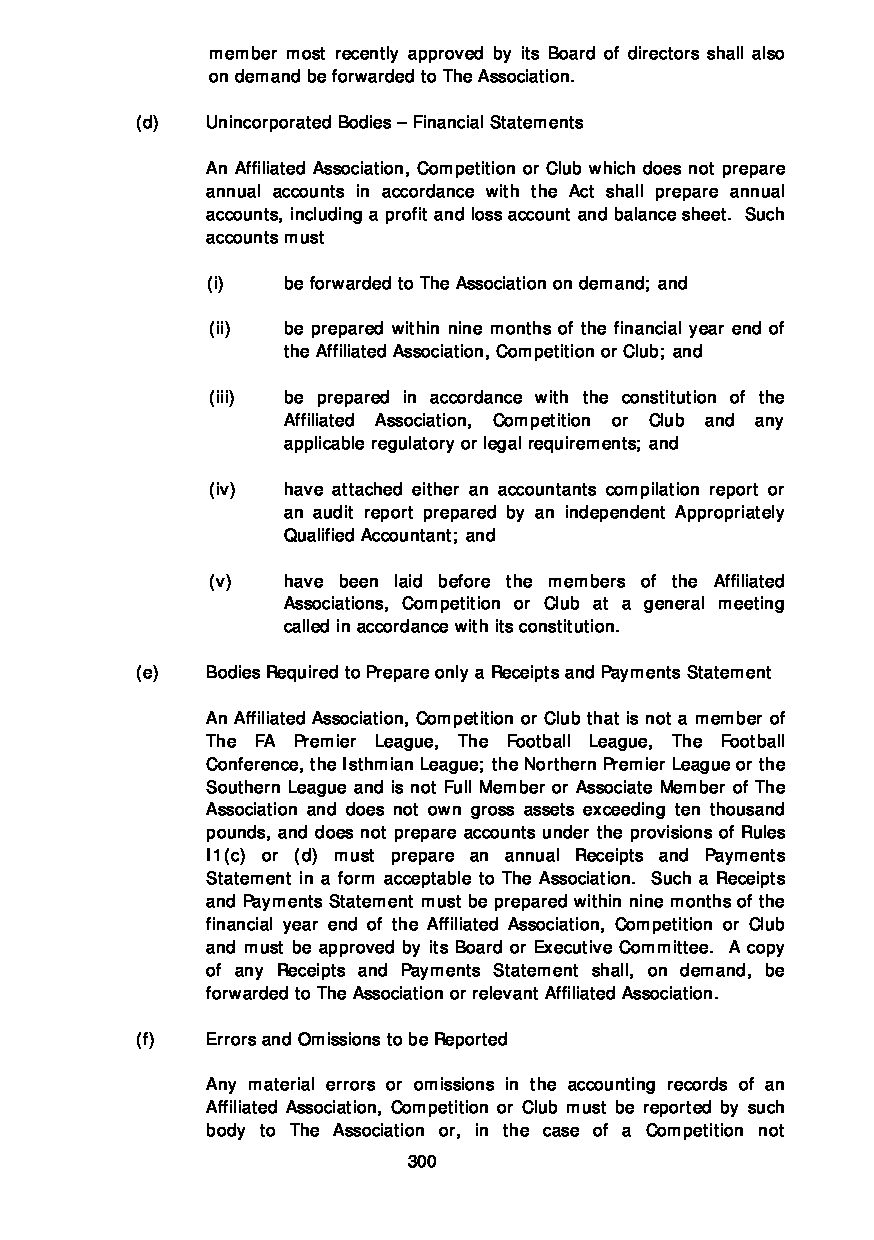 member most recently approved by its Board of directors shall also
on demand be forwarded to The Association.
(d) Unincorporated Bodies – Financial Statements
An Affiliated Association, Competition or Club which does not prepare
annual accounts in accordance with the Act shall prepare annual
accounts, including a profit and loss account and balance sheet. Such
accounts must
(i) be forwarded to The Association on demand; and
(ii) be prepared within nine months of the financial year end of
the Affiliated Association, Competition or Club; and
(iii) be prepared in accordance with the constitution of the
Affiliated Association, Competition or Club and any
applicable regulatory or legal requirements; and
(iv) have attached either an accountants compilation report or
an audit report prepared by an independent Appropriately
Qualified Accountant; and
(v) have been laid before the members of the Affiliated
Associations, Competition or Club at a general meeting
called in accordance with its constitution.
(e) Bodies Required to Prepare only a Receipts and Payments Statement
An Affiliated Association, Competition or Club that is not a member of
The FA Premier League, The Football League, The Football
Conference, the Isthmian League; the Northern Premier League or the
Southern League and is not Full Member or Associate Member of The
Association and does not own gross assets exceeding ten thousand
pounds, and does not prepare accounts under the provisions of Rules
I1(c) or (d) must prepare an annual Receipts and Payments
Statement in a form acceptable to The Association. Such a Receipts
and Payments Statement must be prepared within nine months of the
financial year end of the Affiliated Association, Competition or Club
and must be approved by its Board or Executive Committee. A copy
of any Receipts and Payments Statement shall, on demand, be
forwarded to The Association or relevant Affiliated Association.
(f) Errors and Omissions to be Reported
Any material errors or omissions in the accounting records of an
Affiliated Association, Competition or Club must be reported by such
body to The Association or, in the case of a Competition not
300